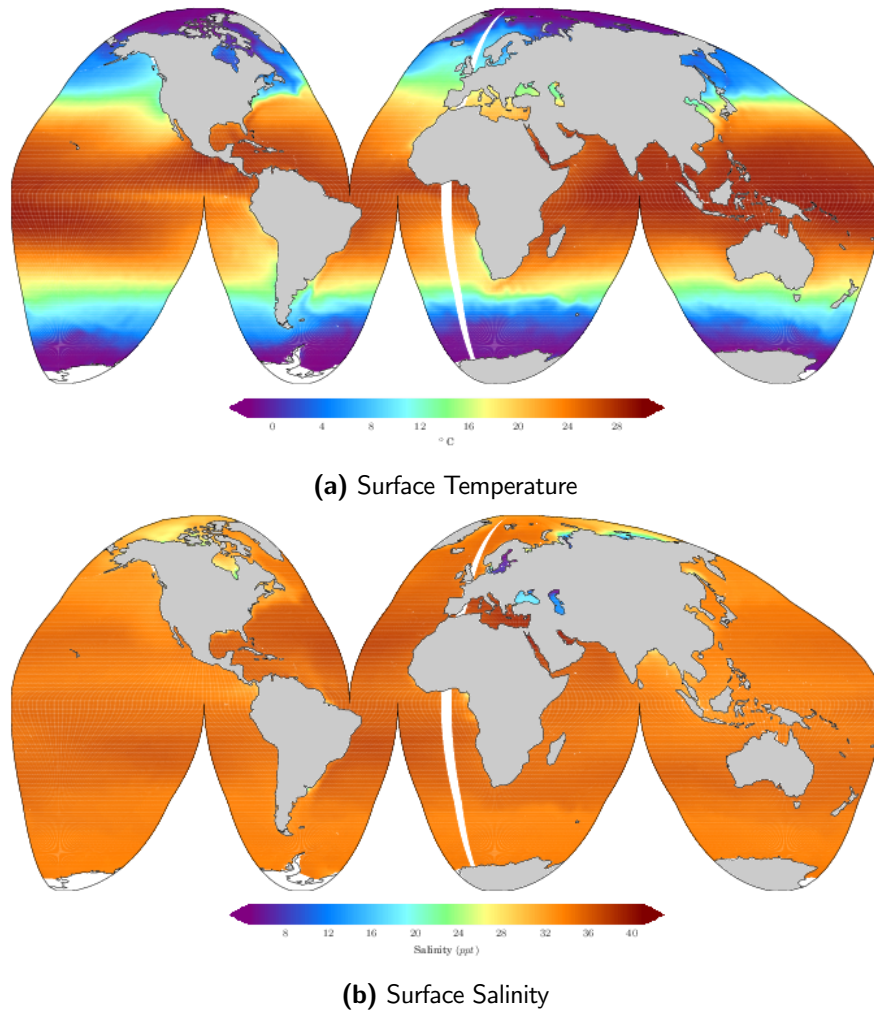 0 4 8 12 16 20 24 28
° C
(a) Surface Temperature
8 12 16 20 24 28 32 36 40
Salinity (ppt)
(b) Surface Salinity